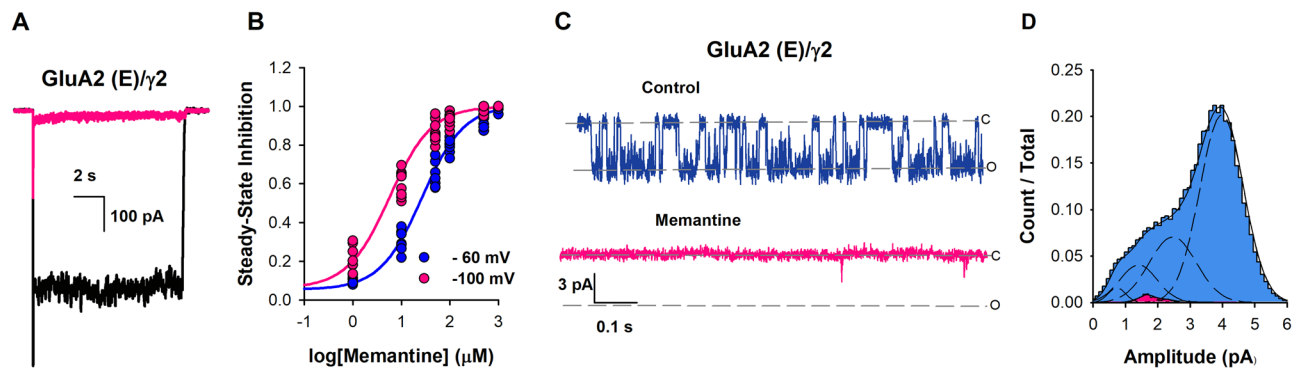 A
GluA2 (E)/γ2
2 s
100 pA
B
Steady-State Inhibition
1.2
1.0
0.8
0.6
0.4
0.2
0.0
-1 0 1 2 3
log[Memantine] (μM)
- 60 mV
-100 mV
C
GluA2 (E)/γ2
Control
C
O
Memantine
C
O
3 pA
0.1 s
D
Count / Total
0.20
0.15
0.10
0.05
0.00
0 1 2 3 4 5 6
Amplitude (pA)